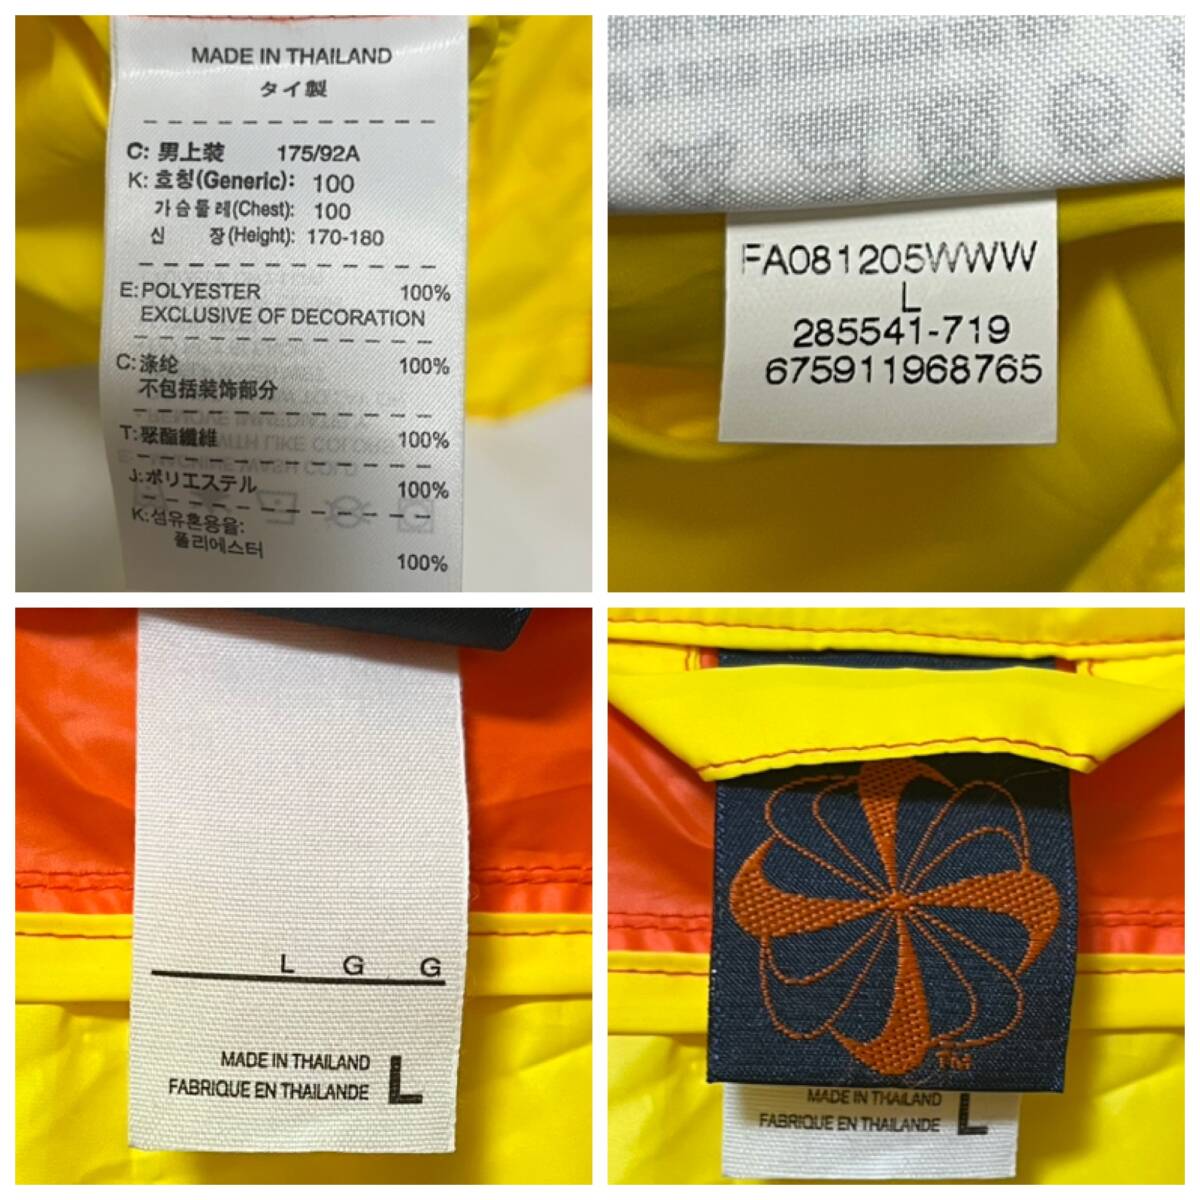 MADE IN THAILAND
タイ製
C: 男上装 175/92A
K: 호칭(Generic): 100
가슴둘레(Chest): 100
신 장(Height): 170-180
E: POLYESTER 100%
EXCLUSIVE OF DECORATION
C: 涤纶 100%
不包括装饰部分
T: 聚酯纖維 100%
J: ポリエステル 100%
K: 섬유혼용율:
폴리에스터 100%
FA081205WWW
L
285541-719
675911968765
L G G
MADE IN THAILAND
FABRIQUE EN THAILANDE L
TM
MADE IN THAILAND
FABRIQUE EN THAILANDE L